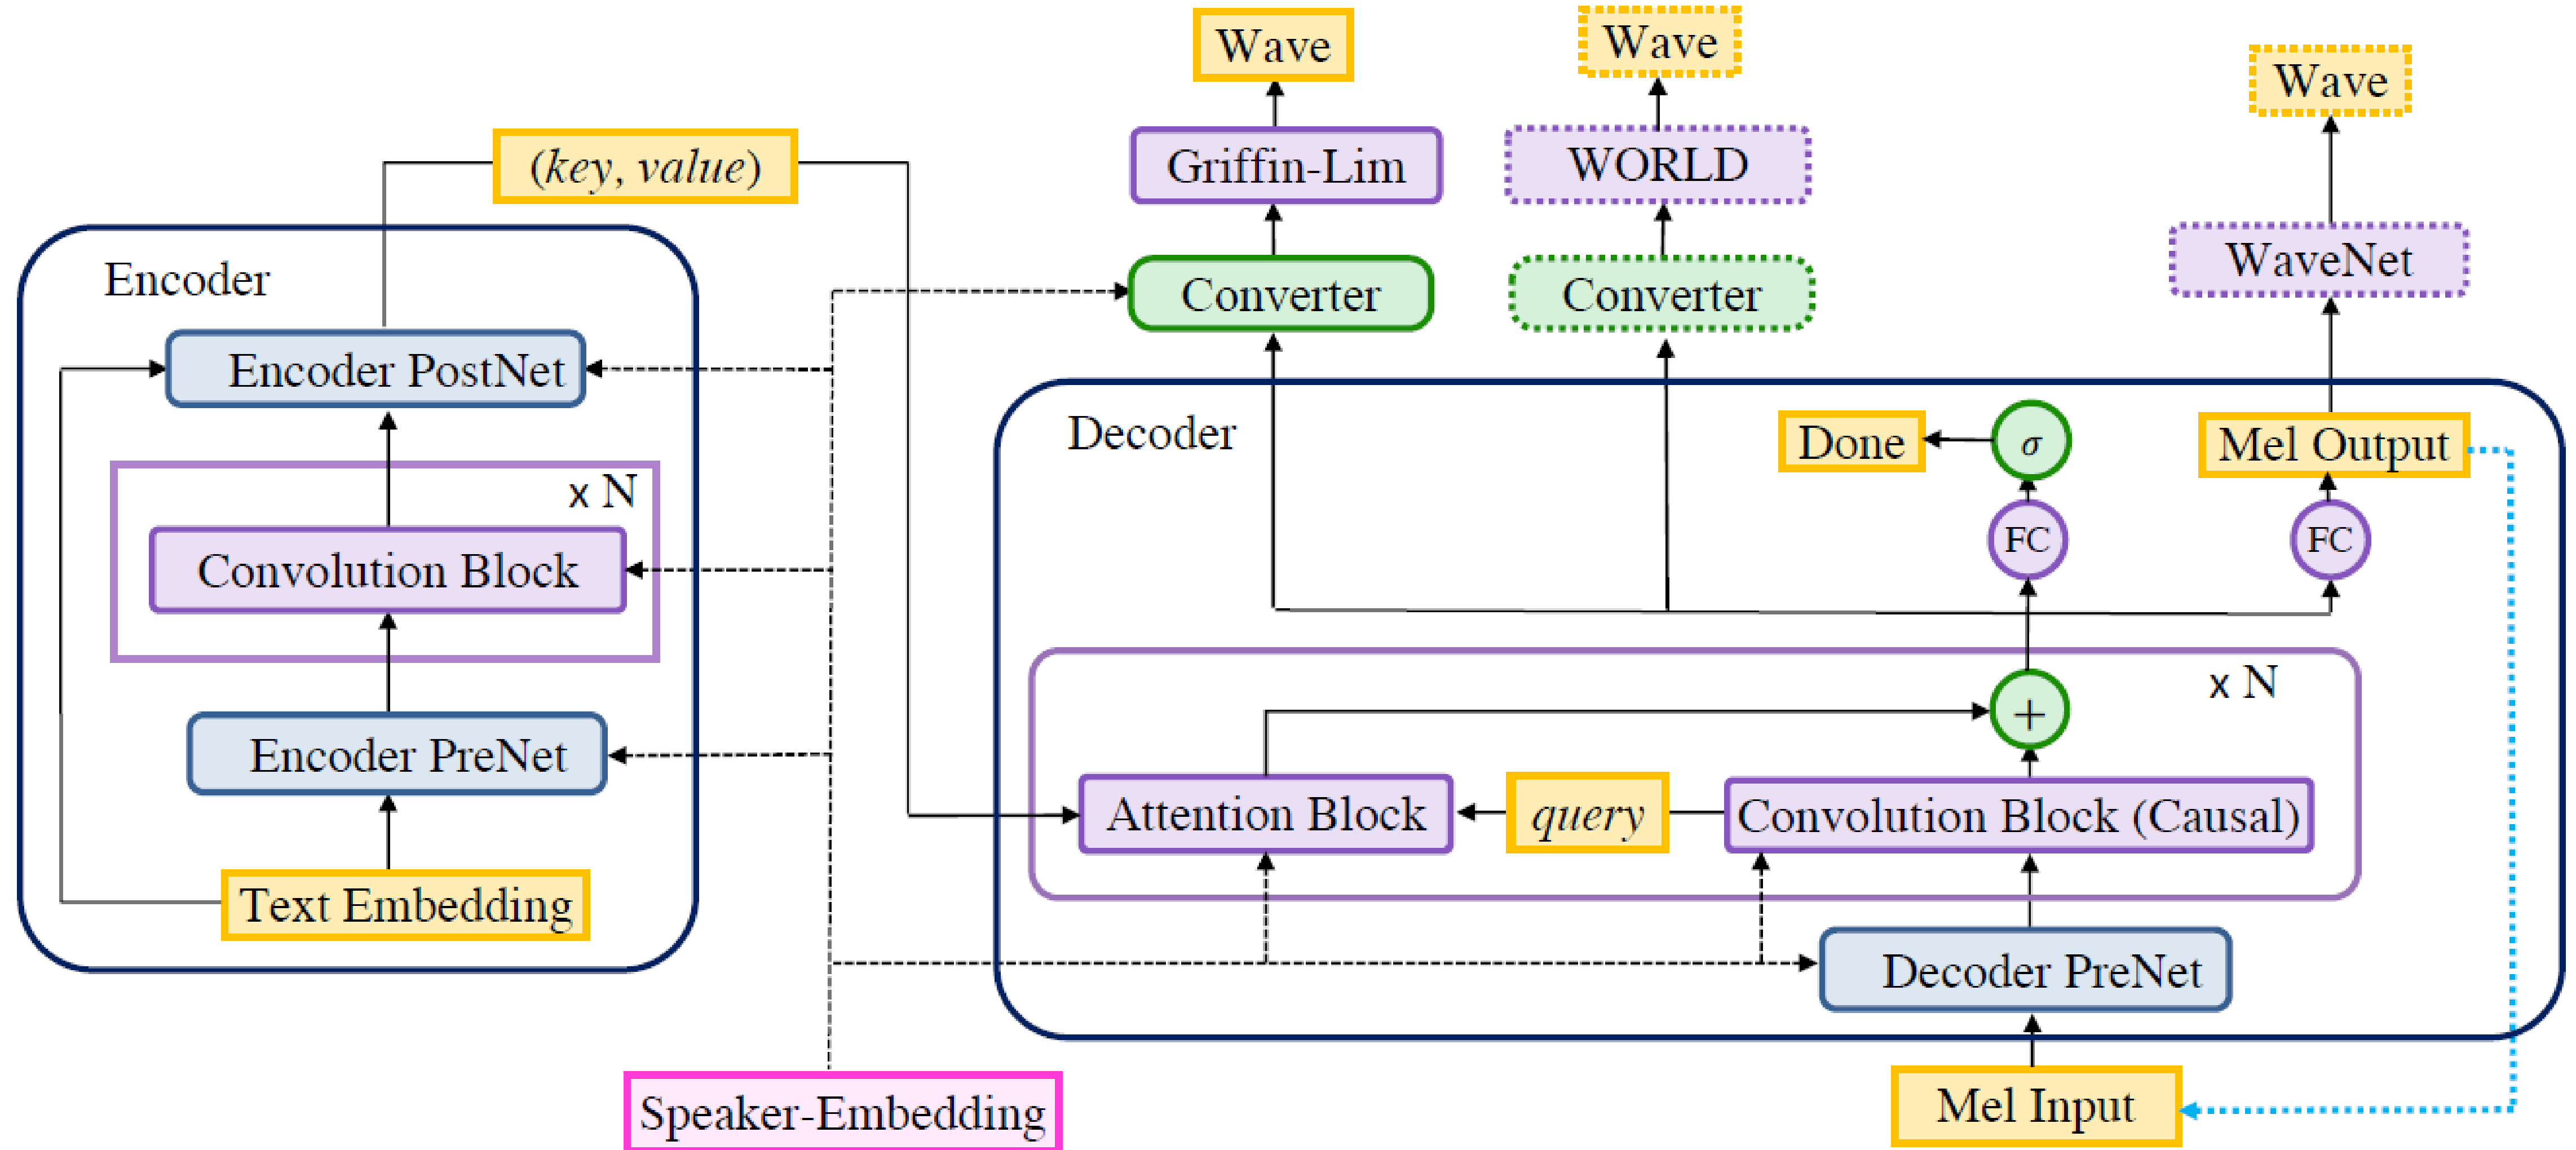 Wave
Wave
Wave
(key, value)
Griffin-Lim
WORLD
WaveNet
Encoder
Converter
Converter
Encoder PostNet
Decoder
Done
σ
Mel Output
x N
FC
FC
Convolution Block
x N
Encoder PreNet
+
Attention Block
query
Convolution Block (Causal)
Text Embedding
Decoder PreNet
Speaker-Embedding
Mel Input